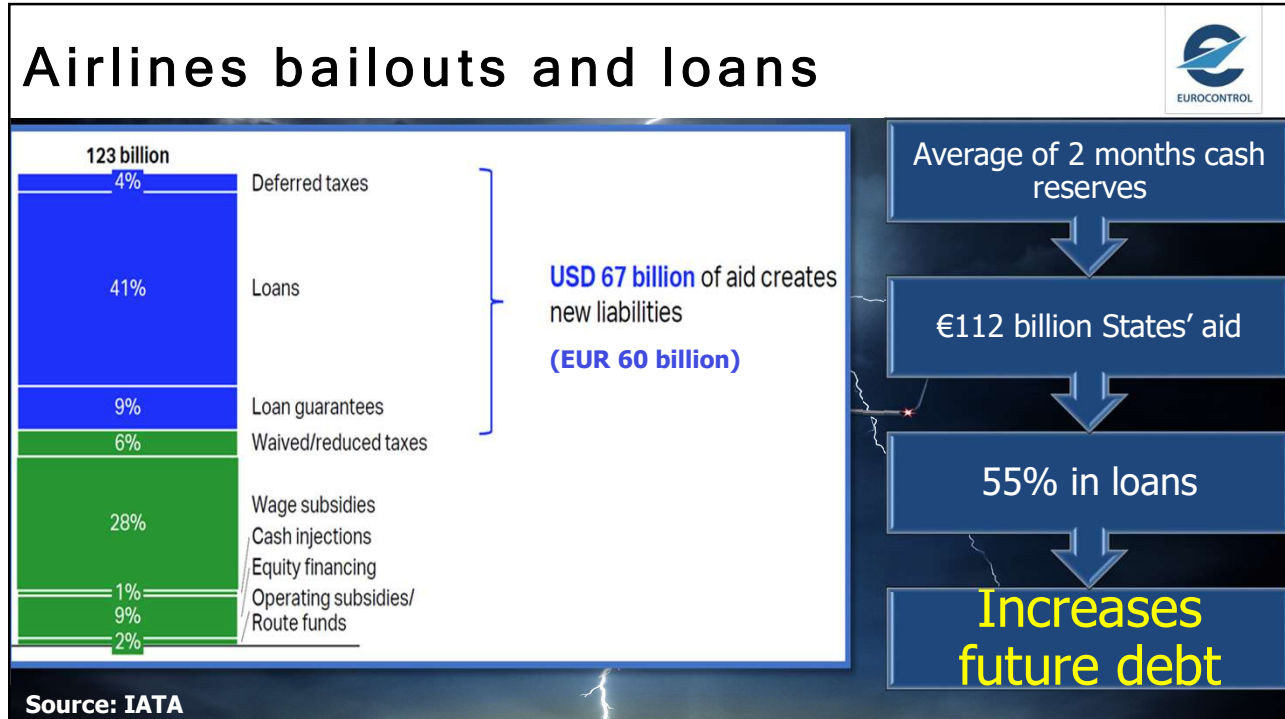 Airlines bailouts and loans
EUROCONTROL
123 billion
4%
Deferred taxes
41%
Loans
9%
Loan guarantees
6%
Waived/reduced taxes
28%
Wage subsidies
Cash injections
Equity financing
1%
9%
Operating subsidies/
Route funds
2%
USD 67 billion of aid creates
new liabilities
(EUR 60 billion)
Average of 2 months cash
reserves
€112 billion States’ aid
55% in loans
Increases
future debt
Source: IATA